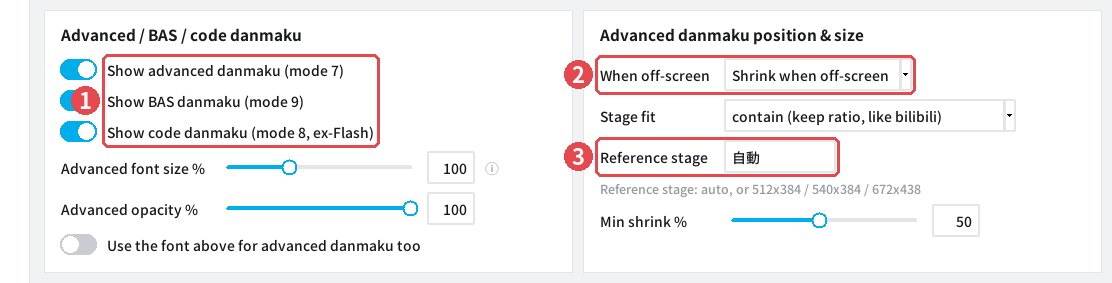 Advanced / BAS / code danmaku
Show advanced danmaku (mode 7)
1
Show BAS danmaku (mode 9)
Show code danmaku (mode 8, ex-Flash)
Advanced font size %
100
Advanced opacity %
100
Use the font above for advanced danmaku too
Advanced danmaku position & size
2
When off-screen
Shrink when off-screen
Stage fit
contain (keep ratio, like bilibili)
3
Reference stage
自動
Reference stage: auto, or 512x384 / 540x384 / 672x438
Min shrink %
50